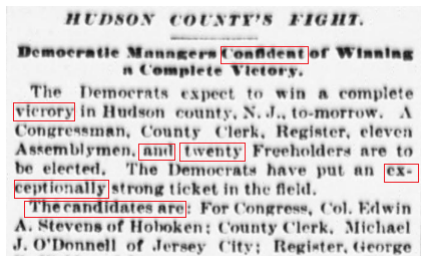 HUDSON COUNTY'S FIGHT.
Democratic Managers Confident of Winning
a Complete Victory.
The Democrats expect to win a complete
vicrory in Hudson county, N. J., to-morrow. A
Congressman, County Clerk, Register, eleven
Assemblymen, and twenty Freeholders are to
be elected. The Democrats have put an ex-
ceptionally strong ticket in the field.
The candidates are: For Congress, Col. Edwin
A. Stevens of Hoboken; County Clerk, Michael
J. O'Donnell of Jersey City; Register, George